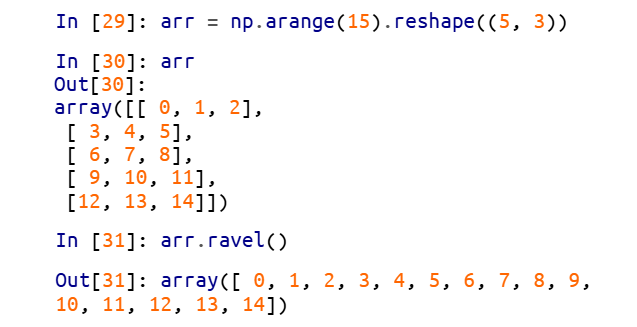 In [29]: arr = np.arange(15).reshape((5, 3))
In [30]: arr
Out[30]:
array([[ 0, 1, 2],
[ 3, 4, 5],
[ 6, 7, 8],
[ 9, 10, 11],
[12, 13, 14]])
In [31]: arr.ravel()
Out[31]: array([ 0, 1, 2, 3, 4, 5, 6, 7, 8, 9,
10, 11, 12, 13, 14])